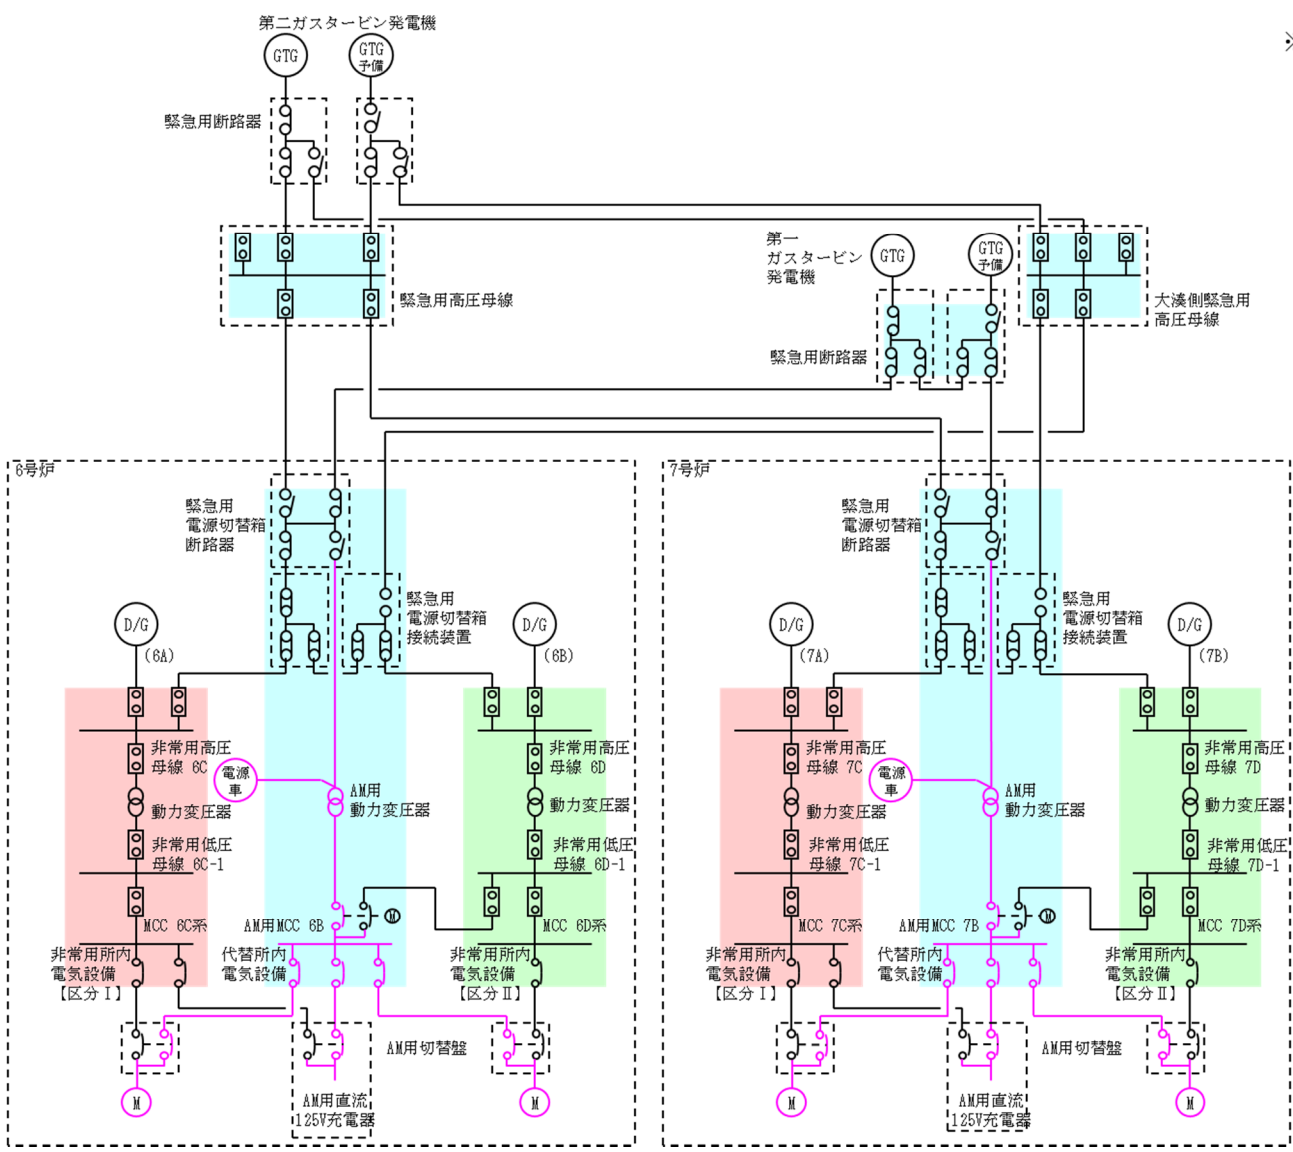 第二ガスタービン発電機
GTG
GTG
予備
緊急用断路器
※
第一
ガスタービン
発電機
GTG
GTG
予備
緊急用断路器
緊急用高圧母線
大湊側緊急用
高圧母線
6号炉
緊急用
電源切替箱
断路器
緊急用
電源切替箱
接続装置
D/G
(6A)
D/G
(6B)
非常用高圧
母線 6C
電源
車
AM用
動力変圧器
非常用高圧
母線 6D
動力変圧器
動力変圧器
非常用低圧
母線 6C-1
非常用低圧
母線 6D-1
MCC 6C系
AM用MCC 6B
M
MCC 6D系
非常用所内
電気設備
【区分Ⅰ】
代替所内
電気設備
非常用所内
電気設備
【区分Ⅱ】
AM用切替盤
M
AM用直流
125V充電器
M
7号炉
緊急用
電源切替箱
断路器
緊急用
電源切替箱
接続装置
D/G
(7A)
D/G
(7B)
非常用高圧
母線 7C
電源
車
AM用
動力変圧器
非常用高圧
母線 7D
動力変圧器
動力変圧器
非常用低圧
母線 7C-1
非常用低圧
母線 7D-1
MCC 7C系
AM用MCC 7B
M
MCC 7D系
非常用所内
電気設備
【区分Ⅰ】
代替所内
電気設備
非常用所内
電気設備
【区分Ⅱ】
AM用切替盤
M
AM用直流
125V充電器
M